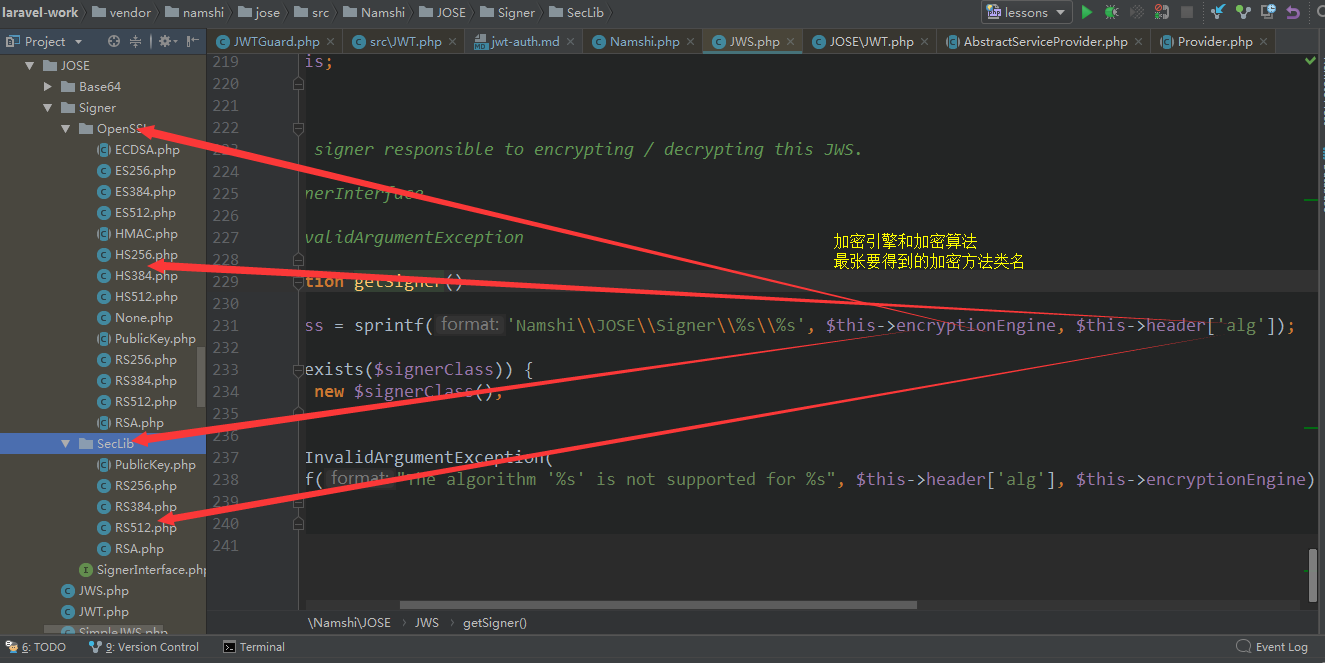 laravel-work vendor namshi jose src Namshi JOSE Signer SecLib lessons
Project JWTGuard.php src\JWT.php jwt-auth.md Namshi.php JWS.php JOSE\JWT.php AbstractServiceProvider.php Provider.php
JOSE
Base64
Signer
ECDSA.php
ES256.php
ES384.php
ES512.php
HMAC.php
HS256.php
HS384.php
HS512.php
None.php
PublicKey.php
RS256.php
RS384.php
RS512.php
RSA.php
SecLib
PublicKey.php
RS256.php
RS384.php
RS512.php
RSA.php
SignerInterface.php
JWS.php
JWT.php
SimpleJWS.php
219 is;
220
221
222
223 signer responsible to encrypting / decrypting this JWS.
224
225 nerInterface
226
227 validArgumentException
228
229 tion getSigner()
230
231 ss = sprintf( format: 'Namshi\\JOSE\\Signer\\%s\\%s', $this->encryptionEngine, $this->header['alg']);
232
233 exists($signerClass)) {
234 new $signerClass();
235
236
237 InvalidArgumentException(
238 f( format: "The algorithm '%s' is not supported for %s", $this->header['alg'], $this->encryptionEngine)
239
240
241
加密引擎和加密算法
最张要得到的加密方法类名
\Namshi\JOSE › JWS › getSigner()
6: TODO 9: Version Control Terminal Event Log